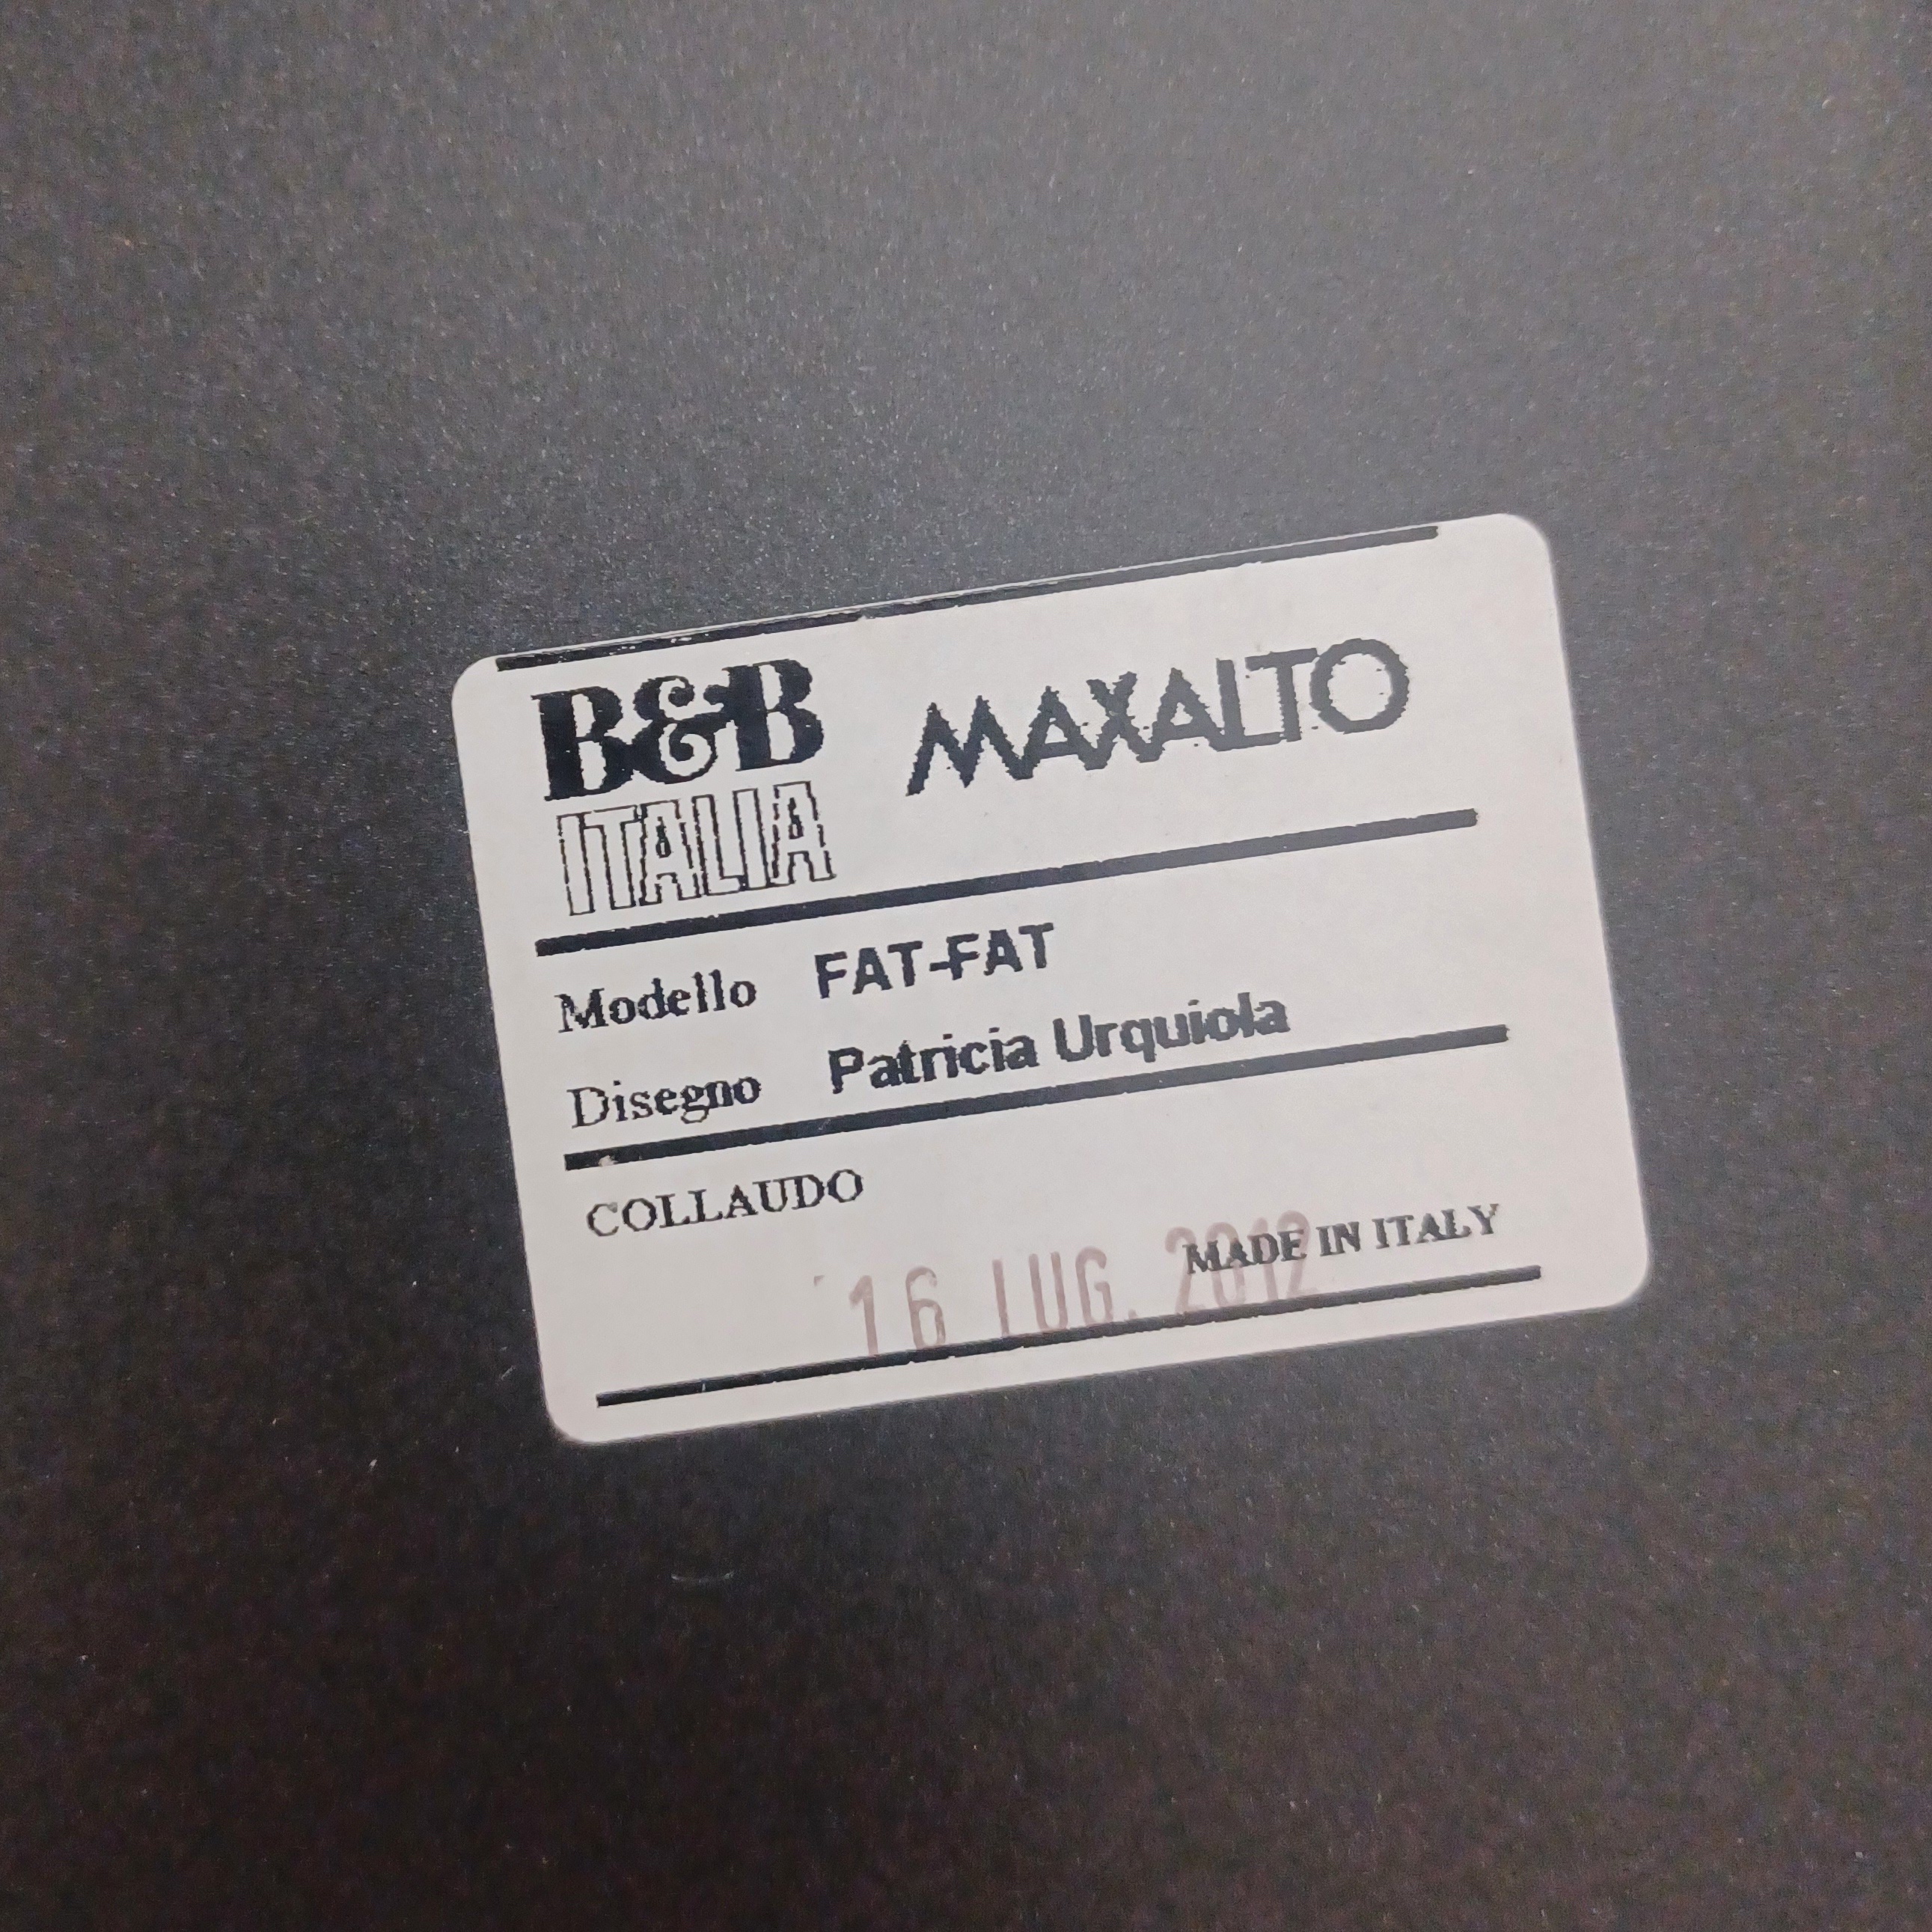 B&B MAXALTO
ITALIA
Modello FAT-FAT
Disegno Patricia Urquiola
COLLAUDO
MADE IN ITALY
16 LUG. 2012